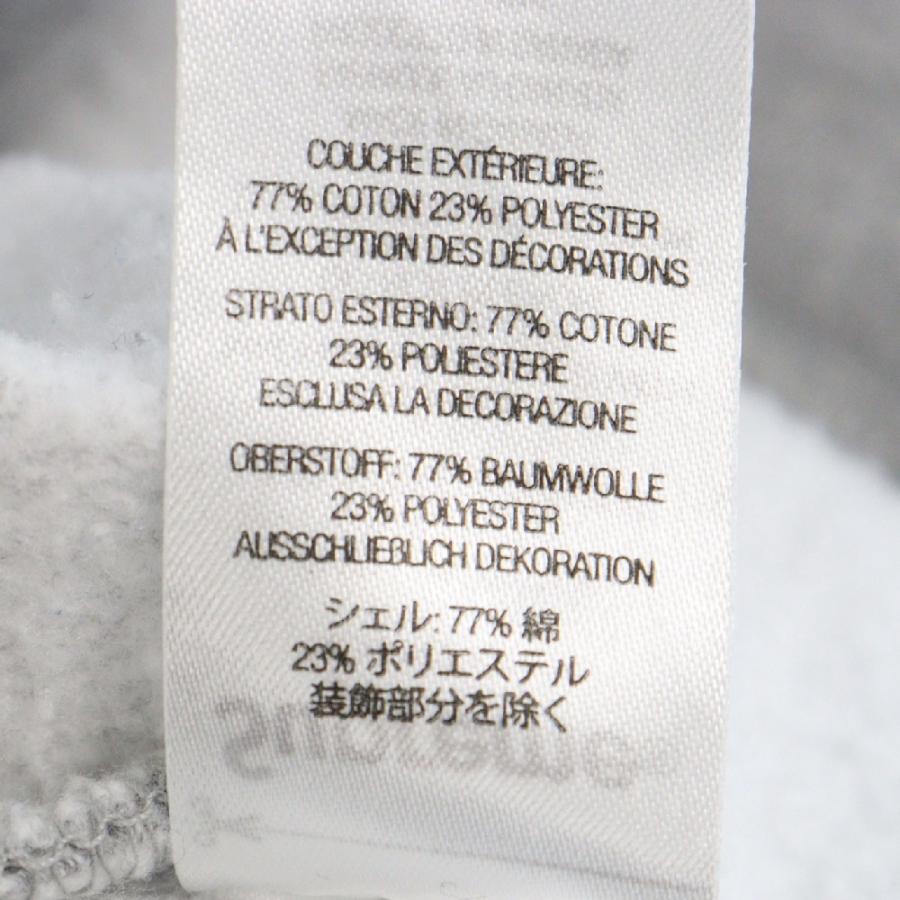 COUCHE EXTÉRIEURE:
77% COTON 23% POLYESTER
À L'EXCEPTION DES DÉCORATIONS
STRATO ESTERNO: 77% COTONE
23% POLIESTERE
ESCLUSA LA DECORAZIONE
OBERSTOFF: 77% BAUMWOLLE
23% POLYESTER
AUSSCHLIEẞLICH DEKORATION
シェル: 77% 綿
23% ポリエステル
装飾部分を除く